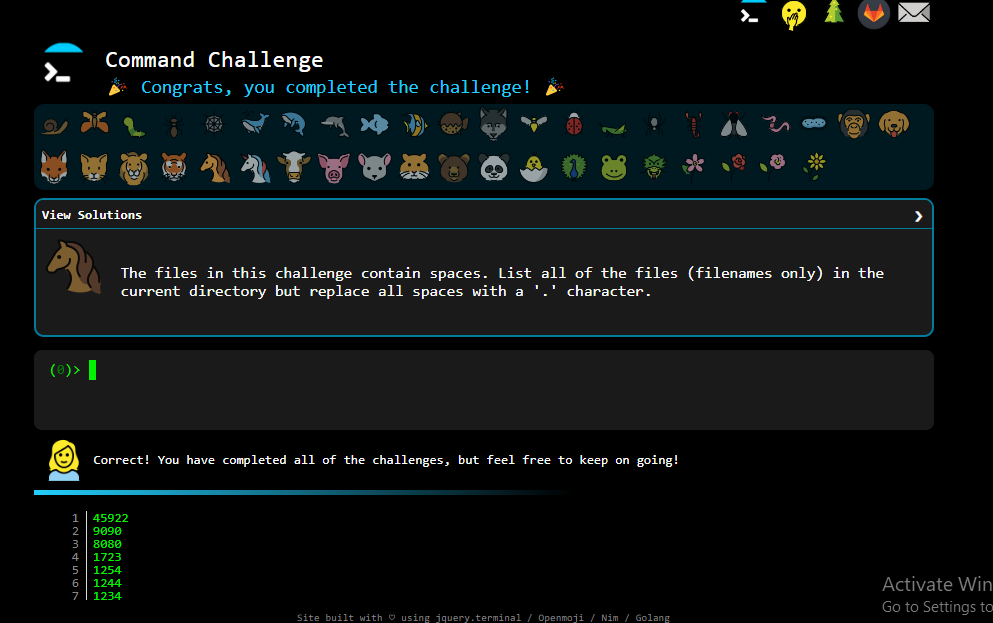 Command Challenge
🎉 Congrats, you completed the challenge! 🎉
View Solutions
The files in this challenge contain spaces. List all of the files (filenames only) in the
current directory but replace all spaces with a '.' character.
(0)>
Correct! You have completed all of the challenges, but feel free to keep on going!
1 45922
2 9090
3 8080
4 1723
5 1254
6 1244
7 1234
Activate Win
Go to Settings to
Site built with ♡ using jquery.terminal / Openmoji / Nim / Golang